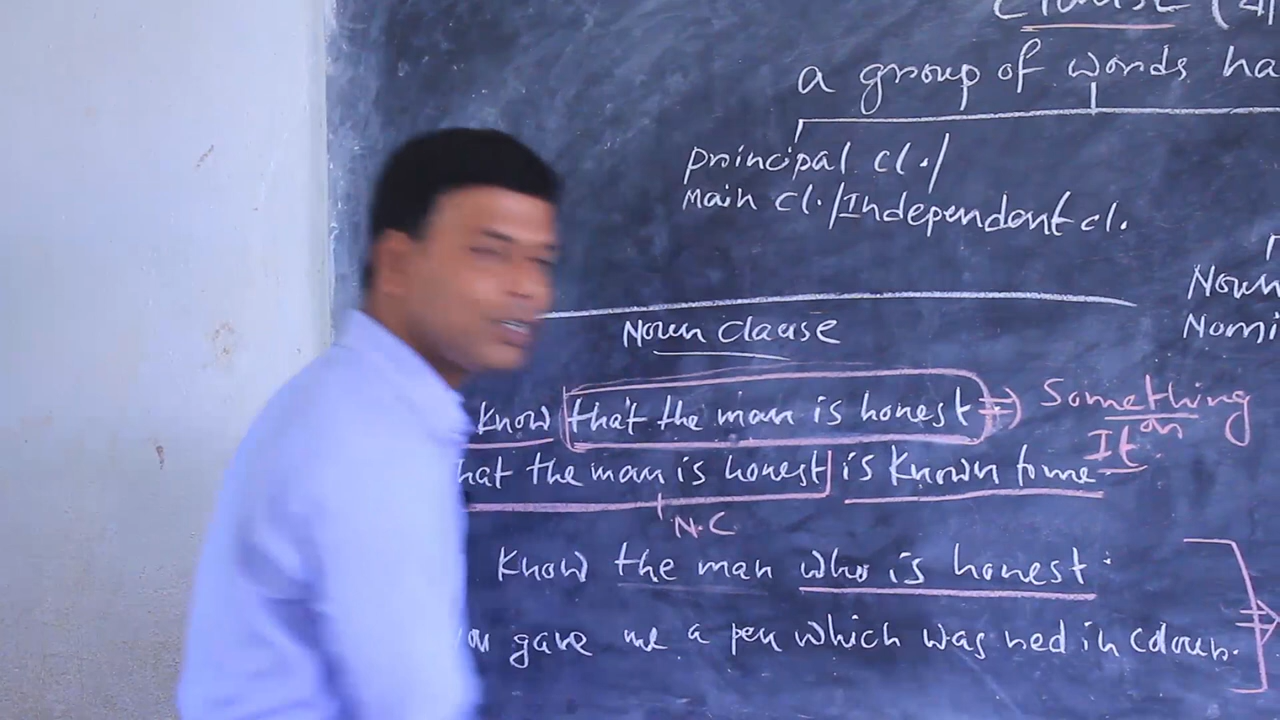 Clause
a group of words ha
principal cl./
main cl./Independent cl.
Noun
Nomi
Noun clause
Know that the man is honest => Something
or
It
hat the man is honest is known to me
N.C
Know the man who is honest.
ou gave me a pen which was red in colour.